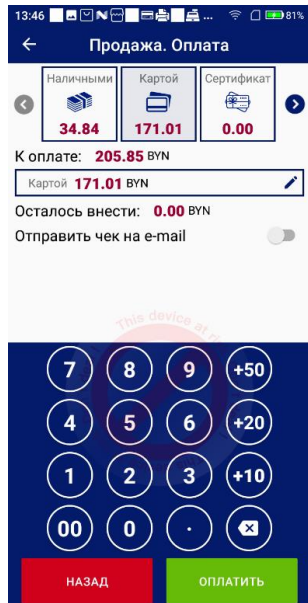 13:46 ... 81%
Продажа. Оплата
Наличными Картой Сертификат
34.84 171.01 0.00
К оплате: 205.85 BYN
Картой 171.01 BYN
Осталось внести: 0.00 BYN
Отправить чек на e-mail
This device at
7 8 9 +50
4 5 6 +20
1 2 3 +10
00 0 ·
НАЗАД ОПЛАТИТЬ